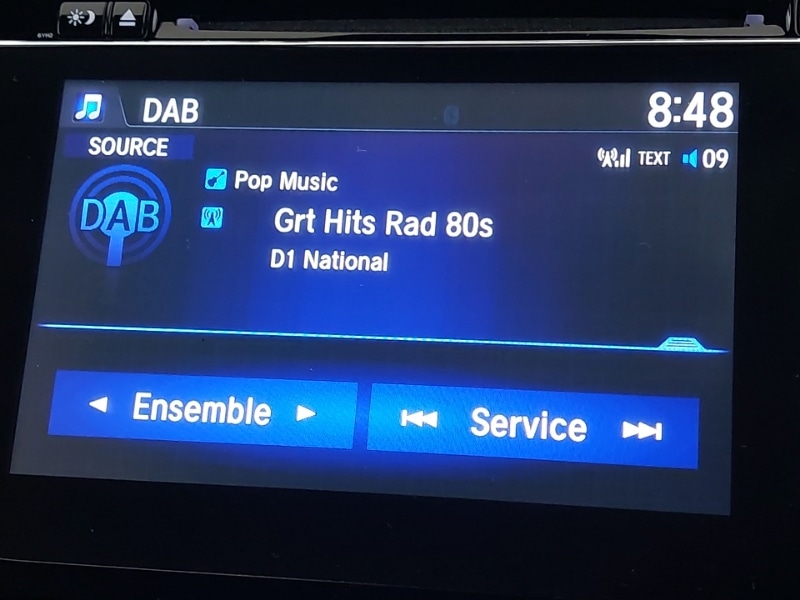 DAB
8:48
SOURCE
TEXT 09
DAB
Pop Music
Grt Hits Rad 80s
D1 National
Ensemble
Service